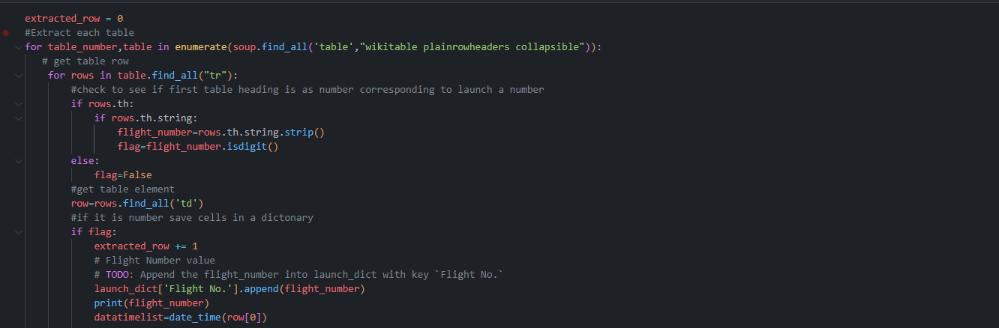 extracted_row = 0
#Extract each table
for table_number,table in enumerate(soup.find_all('table',"wikitable plainrowheaders collapsible")):
   # get table row
    for rows in table.find_all("tr"):
        #check to see if first table heading is as number corresponding to launch a number
        if rows.th:
            if rows.th.string:
                flight_number=rows.th.string.strip()
                flag=flight_number.isdigit()
        else:
            flag=False
        #get table element
        row=rows.find_all('td')
        #if it is number save cells in a dictonary
        if flag:
            extracted_row += 1
            # Flight Number value
            # TODO: Append the flight_number into launch_dict with key `Flight No.`
            launch_dict['Flight No.'].append(flight_number)
            print(flight_number)
            datatimelist=date_time(row[0])